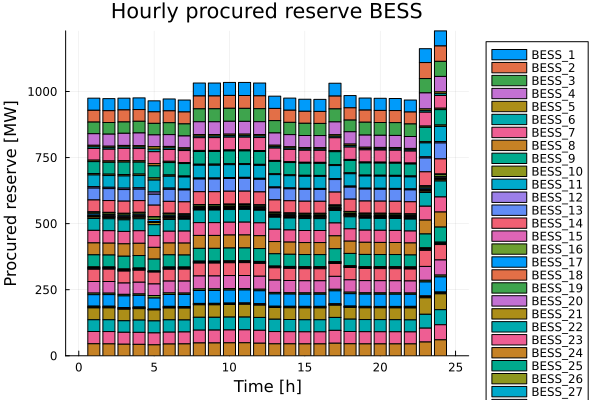 Hourly procured reserve BESS
Procured reserve [MW]
1000
750
500
250
0
0
5
10
15
20
25
Time [h]
BESS_1
BESS_2
BESS_3
BESS_4
BESS_5
BESS_6
BESS_7
BESS_8
BESS_9
BESS_10
BESS_11
BESS_12
BESS_13
BESS_14
BESS_15
BESS_16
BESS_17
BESS_18
BESS_19
BESS_20
BESS_21
BESS_22
BESS_23
BESS_24
BESS_25
BESS_26
BESS_27